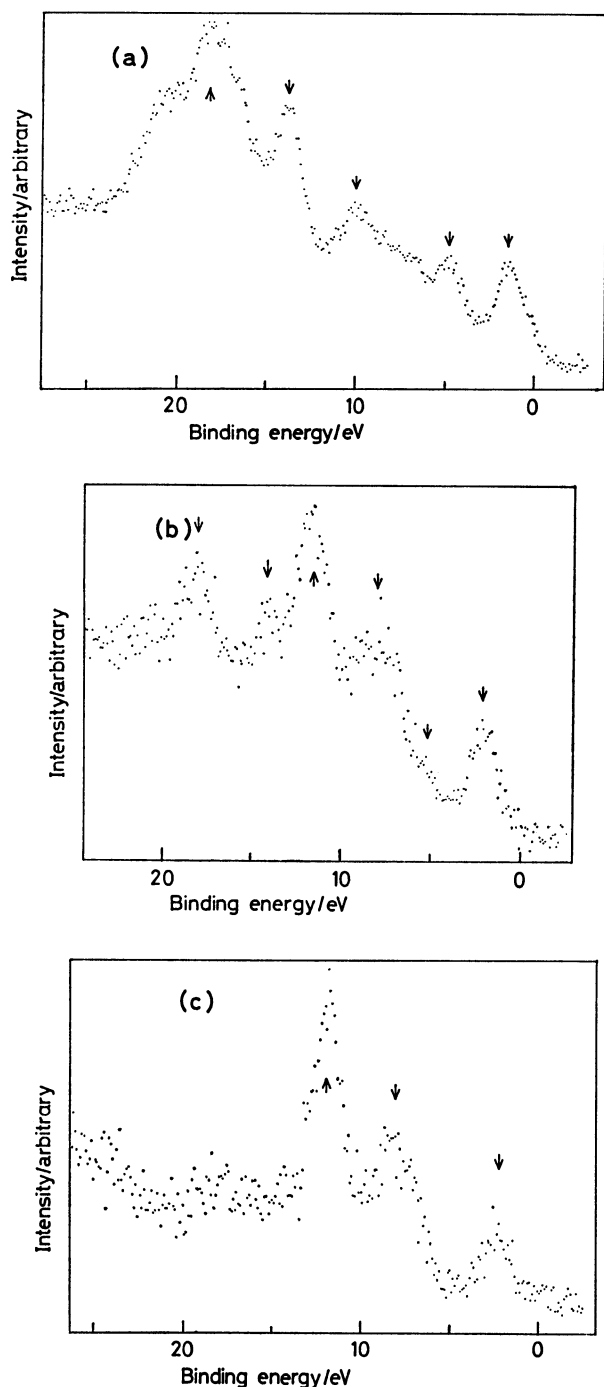 (a)
Intensity/arbitrary
20 10 0
Binding energy/eV
(b)
Intensity/arbitrary
20 10 0
Binding energy/eV
(c)
Intensity/arbitrary
20 10 0
Binding energy/eV